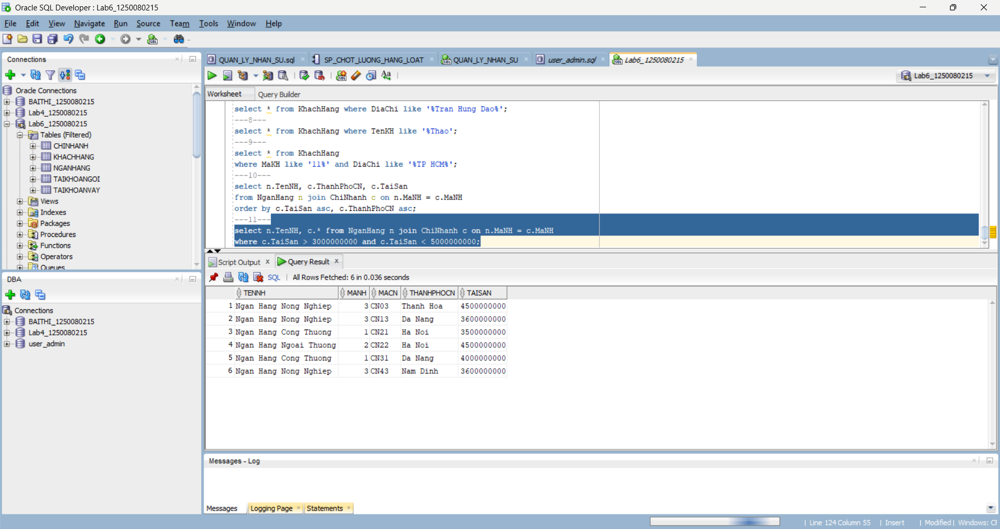 Oracle SQL Developer : Lab6_1250080215
File Edit View Navigate Run Source Team Tools Window Help
Connections
Oracle Connections
BAITHI_1250080215
Lab4_1250080215
Lab6_1250080215
Tables (Filtered)
CHINHANH
KHACHHANG
NGANHANG
TAIKHOANGOI
TAIKHOANVAY
Views
Indexes
Packages
Procedures
Functions
Operators
Queues
DBA
Connections
BAITHI_1250080215
Lab4_1250080215
user_admin
QUAN_LY_NHAN_SU.sql SP_CHOT_LUONG_HANG_LOAT QUAN_LY_NHAN_SU user_admin.sql Lab6_1250080215
Lab6_1250080215
Worksheet Query Builder
select * from KhachHang where DiaChi like '%Tran Hung Dao%';
---8---
select * from KhachHang where TenKH like '%Thao';
---9---
select * from KhachHang
where MaKH like '11%' and DiaChi like '%TP HCM%';
---10---
select n.TenNH, c.ThanhPhoCN, c.TaiSan
from NganHang n join ChiNhanh c on n.MaNH = c.MaNH
order by c.TaiSan asc, c.ThanhPhoCN asc;
---11---
select n.TenNH, c.* from NganHang n join ChiNhanh c on n.MaNH = c.MaNH
where c.TaiSan > 3000000000 and c.TaiSan < 5000000000;
Script Output Query Result
SQL | All Rows Fetched: 6 in 0.036 seconds
TENNH MANH MACN THANHPHOCN TAISAN
1 Ngan Hang Nong Nghiep 3 CN03 Thanh Hoa 4500000000
2 Ngan Hang Nong Nghiep 3 CN13 Da Nang 3600000000
3 Ngan Hang Cong Thuong 1 CN21 Ha Noi 3500000000
4 Ngan Hang Ngoai Thuong 2 CN22 Ha Noi 4500000000
5 Ngan Hang Cong Thuong 1 CN31 Da Nang 4000000000
6 Ngan Hang Nong Nghiep 3 CN43 Nam Dinh 3600000000
Messages - Log
Messages Logging Page Statements
| Line 124 Column 55 | Insert | Modified | Windows: CF